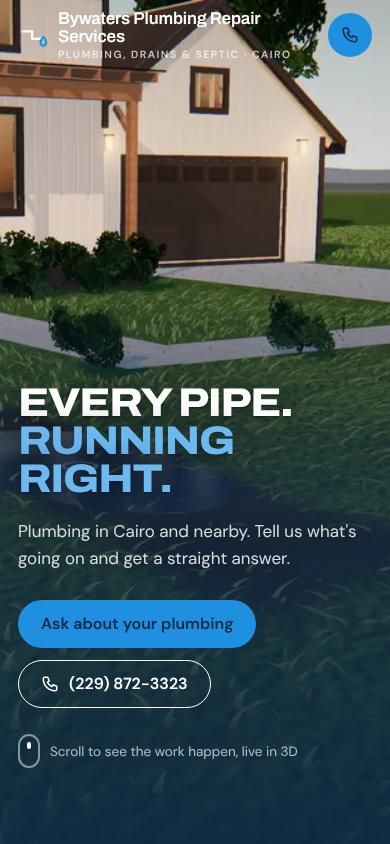 Bywaters Plumbing Repair
Services
PLUMBING, DRAINS & SEPTIC · CAIRO
EVERY PIPE.
RUNNING
RIGHT.
Plumbing in Cairo and nearby. Tell us what's
going on and get a straight answer.
Ask about your plumbing
(229) 872-3323
Scroll to see the work happen, live in 3D